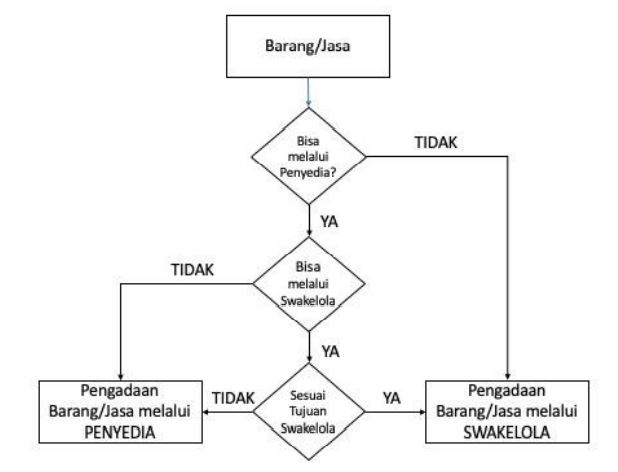 Barang/Jasa
Bisa
melalui
Penyedia?
TIDAK
YA
Bisa
melalui
Swakelola
TIDAK
YA
Sesuai
Tujuan
Swakelola
TIDAK
YA
Pengadaan
Barang/Jasa melalui
PENYEDIA
Pengadaan
Barang/Jasa melalui
SWAKELOLA